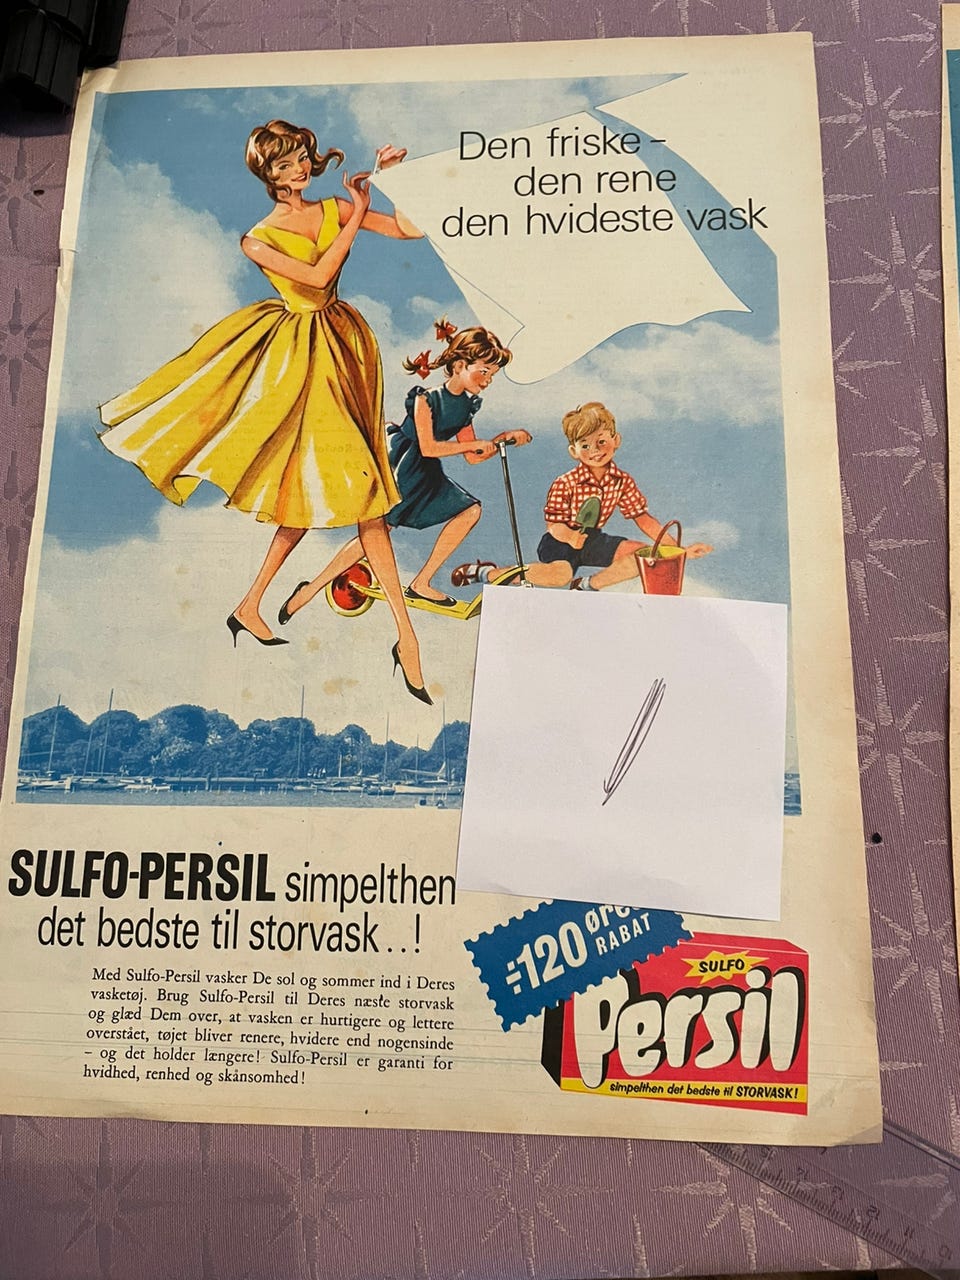 Den friske –
den rene
den hvideste vask
SULFO-PERSIL simpelthen
det bedste til storvask..!
Med Sulfo-Persil vasker De sol og sommer ind i Deres
vasketøj. Brug Sulfo-Persil til Deres næste storvask
og glæd Dem over, at vasken er hurtigere og lettere
overstået, tøjet bliver renere, hvidere end nogensinde
– og det holder længere! Sulfo-Persil er garanti for
hvidhed, renhed og skånsomhed!
÷120
RABAT
SULFO
Persil
simpelthen det bedste til STORVASK!